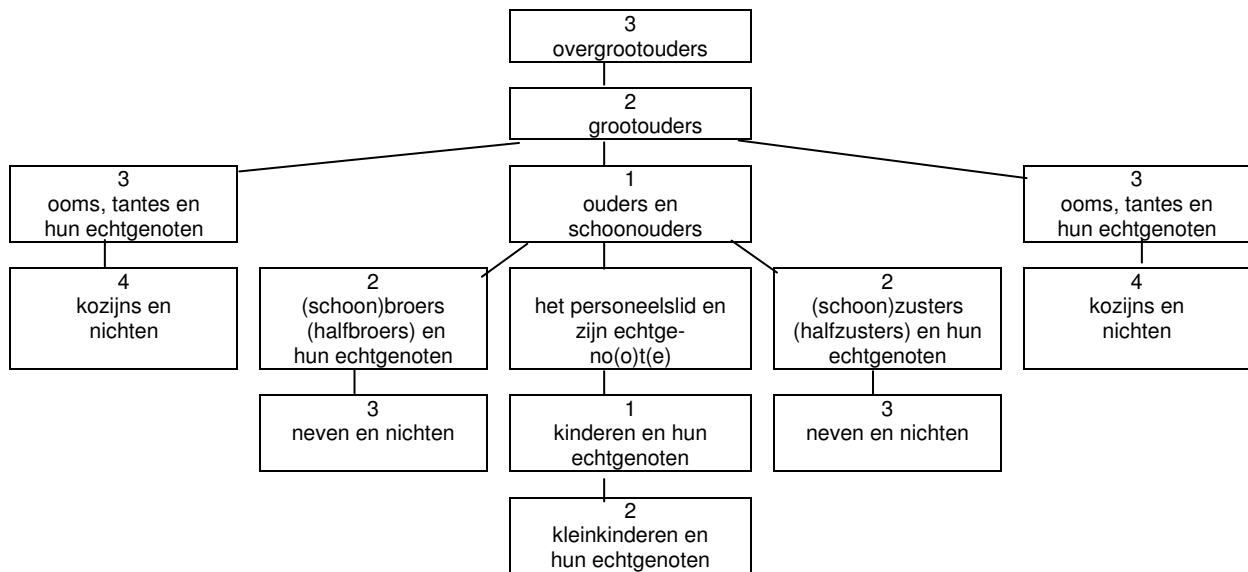 3
overgrootouders
2
grootouders
3
ooms, tantes en
hun echtgenoten
1
ouders en
schoonouders
3
ooms, tantes en
hun echtgenoten
4
kozijns en
nichten
2
(schoon)broers
(halfbroers) en
hun echtgenoten
het personeelslid en
zijn echtge-
no(o)t(e)
2
(schoon)zusters
(halfzusters) en hun
echtgenoten
4
kozijns en
nichten
3
neven en nichten
1
kinderen en hun
echtgenoten
3
neven en nichten
2
kleinkinderen en
hun echtgenoten